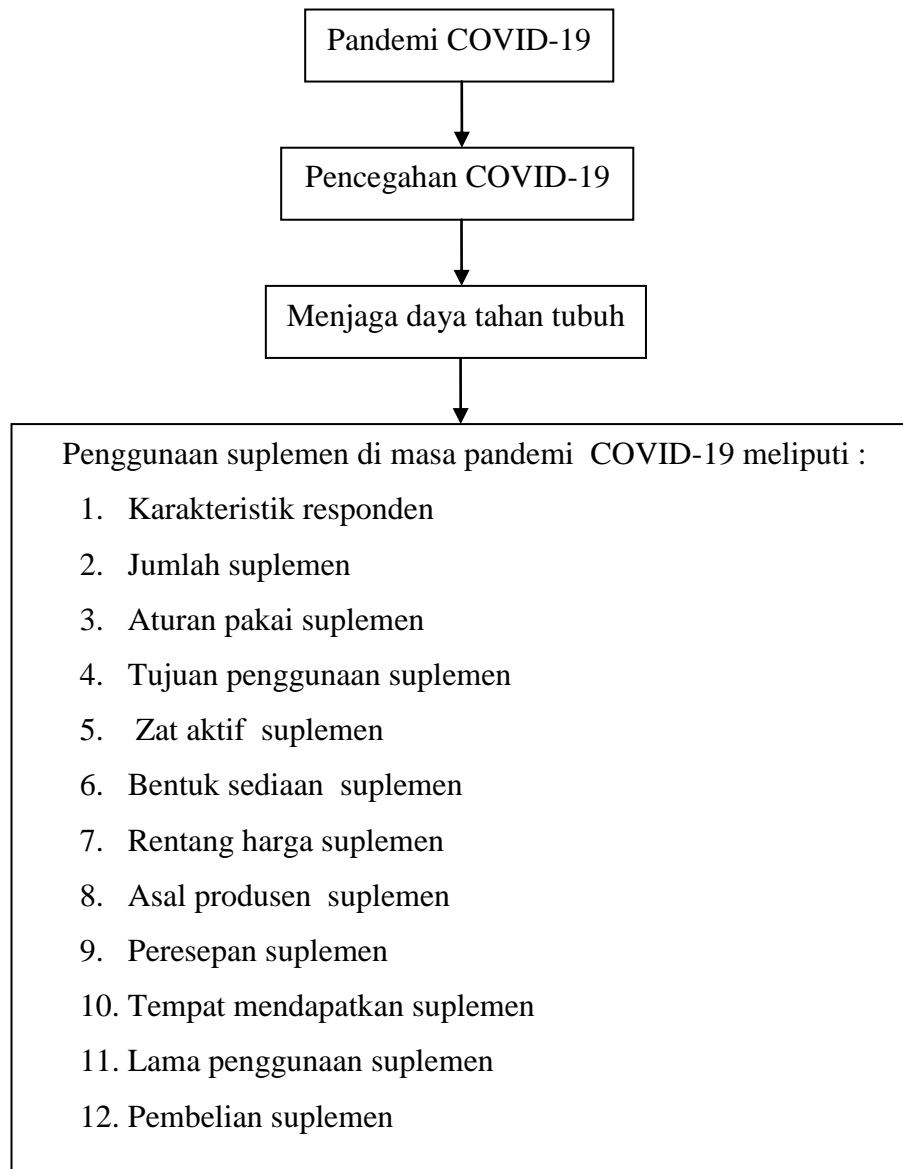 Pandemi COVID-19
Pencegahan COVID-19
Menjaga daya tahan tubuh
Penggunaan suplemen di masa pandemi  COVID-19 meliputi :
1. Karakteristik responden
2. Jumlah suplemen
3. Aturan pakai suplemen
4. Tujuan penggunaan suplemen
5. Zat aktif  suplemen
6. Bentuk sediaan  suplemen
7. Rentang harga suplemen
8. Asal produsen  suplemen
9. Peresepan suplemen
10. Tempat mendapatkan suplemen
11. Lama penggunaan suplemen
12. Pembelian suplemen